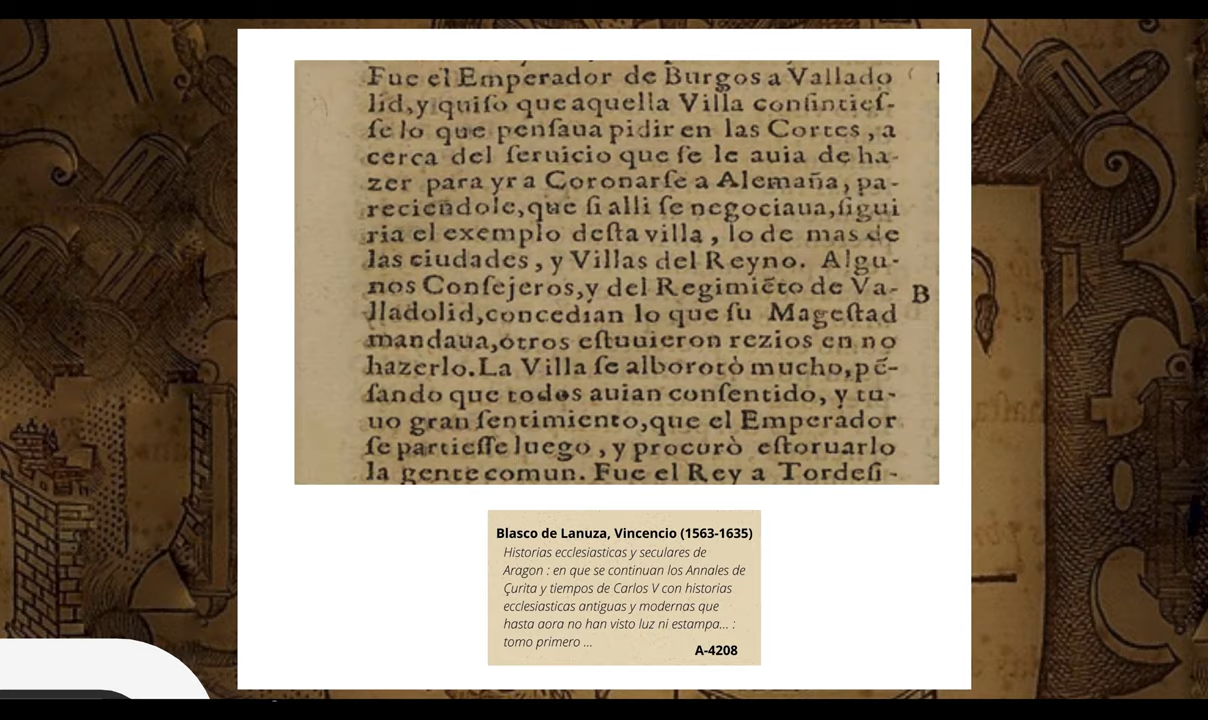 Fue el Emperador de Burgos a Vallado
lid,y quiſo que aquella Villa conſintieſ-
ſe lo que penſaua pidir en las Cortes, a
cerca del ſeruicio que ſe le auia de ha-
zer para yr a Coronarſe a Alemaña, pa-
reciendole,que ſi alli ſe negociaua,ſigui
ria el exemplo deſta villa, lo de mas de
las ciudades, y Villas del Reyno. Algu-
nos Conſejeros,y del Regimiẽto de Va-
lladolid,concedian lo que ſu Mageſtad
mandaua,otros eſtuuieron rezios en no
hazerlo.La Villa ſe alborotò mucho,pẽ-
ſando que todos auian conſentido, y tu-
uo gran ſentimiento,que el Emperador
ſe partieſſe luego, y procurò eſtoruarlo
la gente comun. Fue el Rey a Tordeſi-
B
Blasco de Lanuza, Vincencio (1563-1635)
Historias ecclesiasticas y seculares de
Aragon : en que se continuan los Annales de
Çurita y tiempos de Carlos V con historias
ecclesiasticas antiguas y modernas que
hasta aora no han visto luz ni estampa... :
tomo primero ...
A-4208